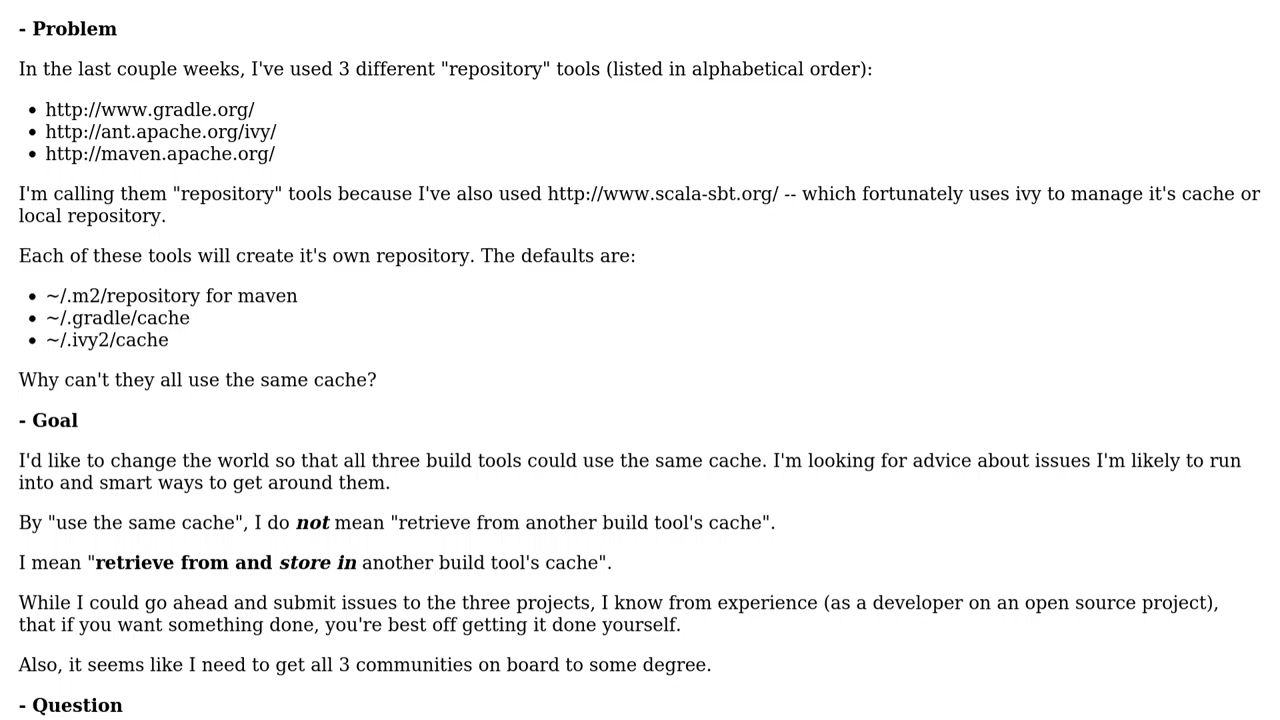 - Problem
In the last couple weeks, I've used 3 different "repository" tools (listed in alphabetical order):
• http://www.gradle.org/
• http://ant.apache.org/ivy/
• http://maven.apache.org/
I'm calling them "repository" tools because I've also used http://www.scala-sbt.org/ -- which fortunately uses ivy to manage it's cache or
local repository.
Each of these tools will create it's own repository. The defaults are:
• ~/.m2/repository for maven
• ~/.gradle/cache
• ~/.ivy2/cache
Why can't they all use the same cache?
- Goal
I'd like to change the world so that all three build tools could use the same cache. I'm looking for advice about issues I'm likely to run
into and smart ways to get around them.
By "use the same cache", I do not mean "retrieve from another build tool's cache".
I mean "retrieve from and store in another build tool's cache".
While I could go ahead and submit issues to the three projects, I know from experience (as a developer on an open source project),
that if you want something done, you're best off getting it done yourself.
Also, it seems like I need to get all 3 communities on board to some degree.
- Question